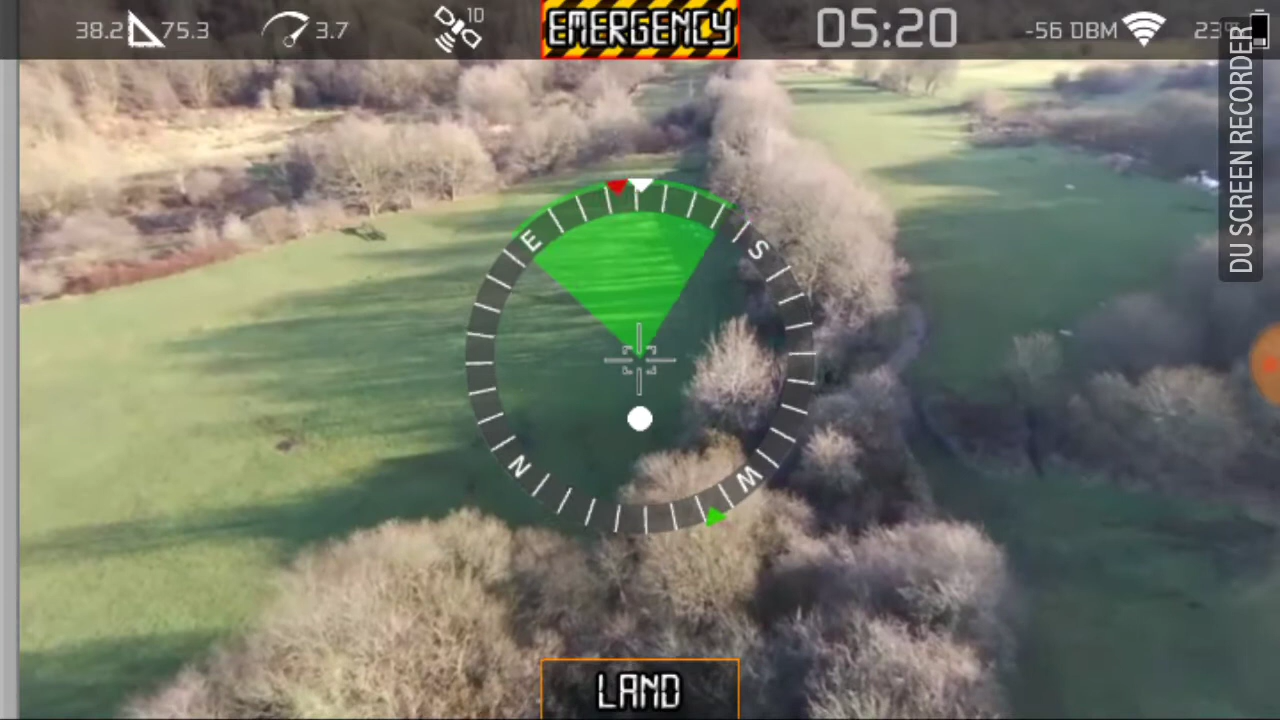 38.2 75.3
3.7
10
EMERGENCY
05:20
-56 DBM
DU SCREEN RECORDER
E
S
N
W
LAND